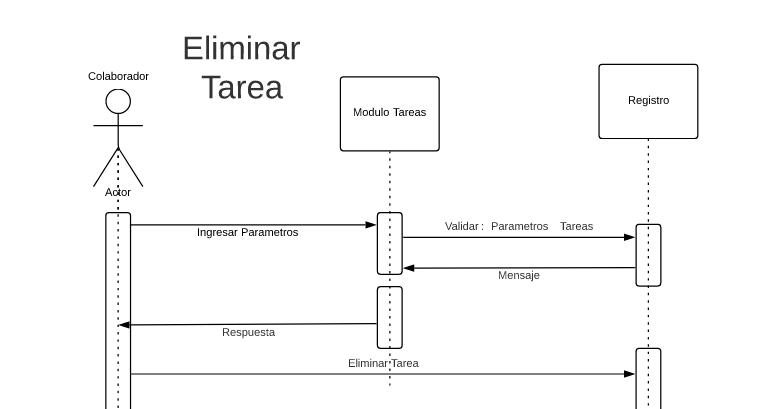 Eliminar
Tarea
Colaborador
Modulo Tareas
Registro
Actor
Ingresar Parametros
Validar : Parametros Tareas
Mensaje
Respuesta
Eliminar Tarea